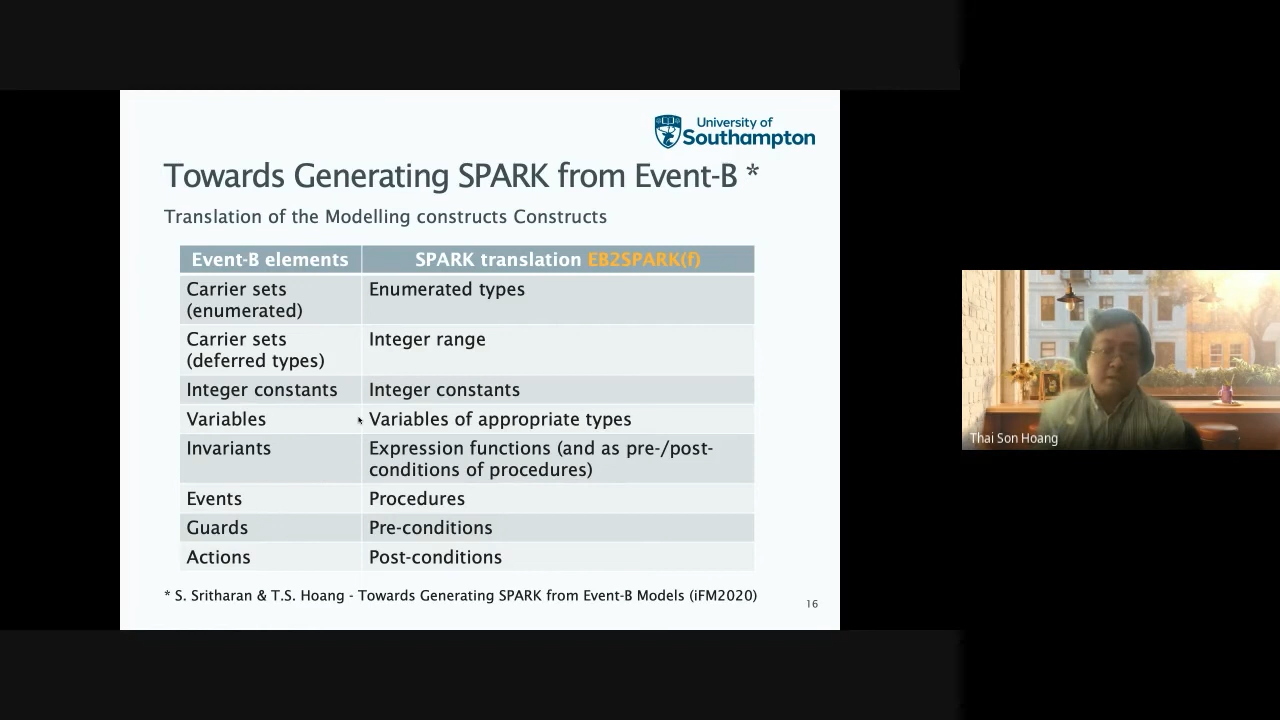 University of
Southampton
Towards Generating SPARK from Event-B *
Translation of the Modelling constructs Constructs
Event-B elements SPARK translation EB2SPARK(f)
Carrier sets Enumerated types
(enumerated)
Carrier sets Integer range
(deferred types)
Integer constants Integer constants
Variables Variables of appropriate types
Invariants Expression functions (and as pre-/post-
conditions of procedures)
Events Procedures
Guards Pre-conditions
Actions Post-conditions
* S. Sritharan & T.S. Hoang - Towards Generating SPARK from Event-B Models (iFM2020)
16
Thai Son Hoang